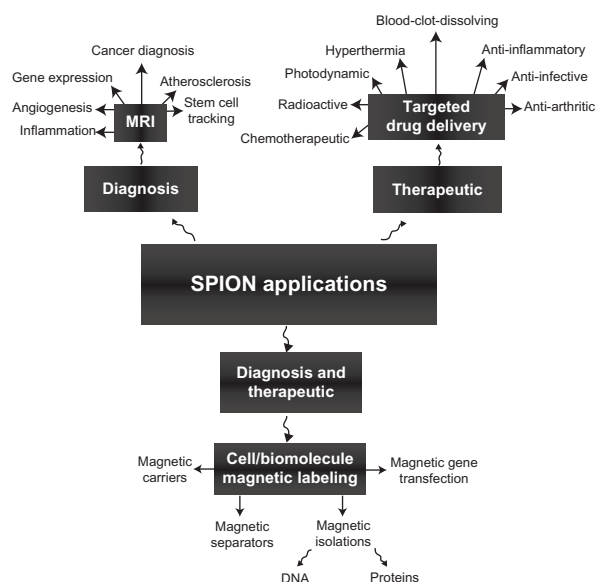 Blood-clot-dissolving
Cancer diagnosis
Hyperthermia
Anti-inflammatory
Gene expression
Atherosclerosis
Photodynamic
Anti-infective
Angiogenesis
MRI
Stem cell
tracking
Radioactive
Targeted
drug delivery
Anti-arthritic
Inflammation
Chemotherapeutic
Diagnosis
Therapeutic
SPION applications
Diagnosis and
therapeutic
Cell/biomolecule
magnetic labeling
Magnetic
carriers
Magnetic gene
transfection
Magnetic
separators
Magnetic
isolations
DNA
Proteins